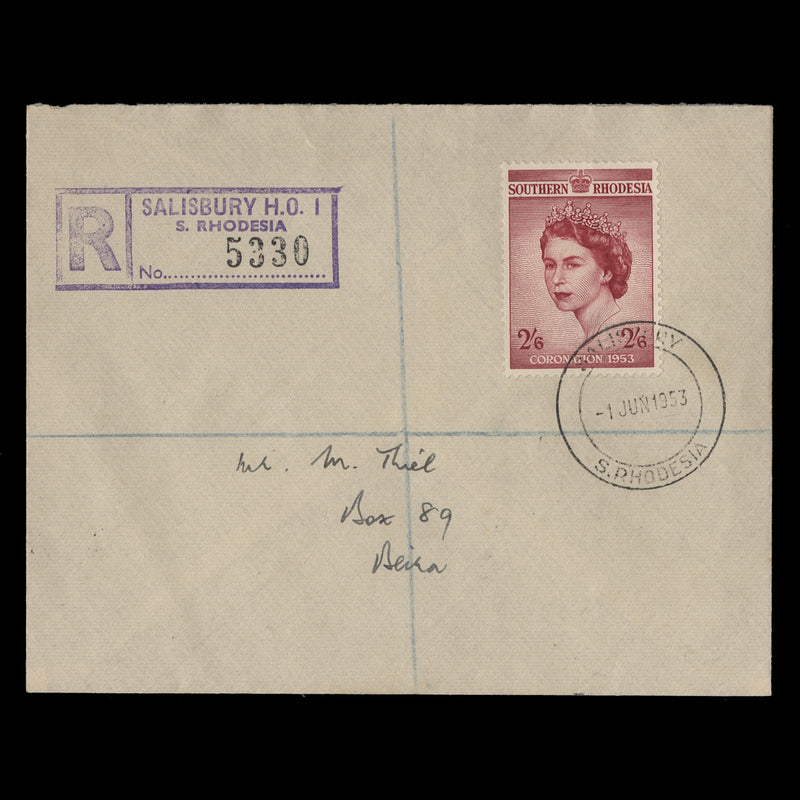 R
SALISBURY H.O. 1
S. RHODESIA
5330
No.
SOUTHERN RHODESIA
2/6 2/6
CORONATION 1953
SALISBURY
-1 JUN 1953
S. RHODESIA
Mr. M. Thiel
Box 89
Beira